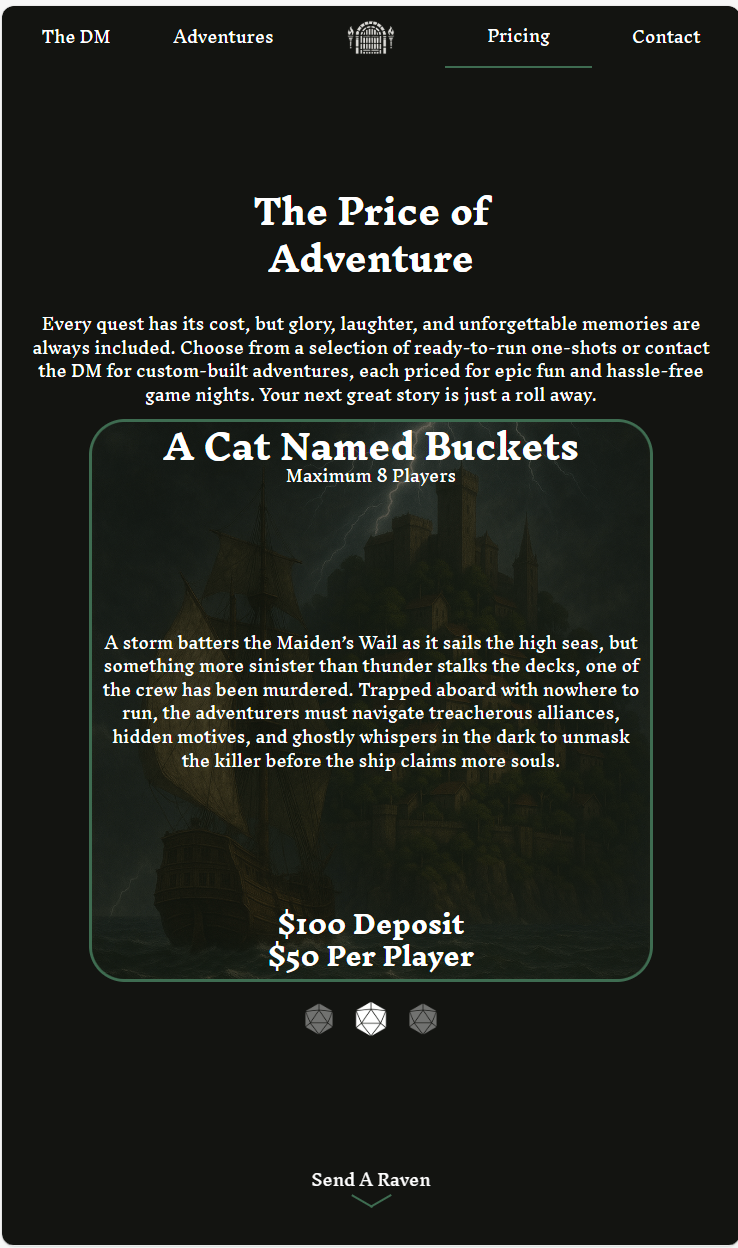 The DM
Adventures
Pricing
Contact
The Price of
Adventure
Every quest has its cost, but glory, laughter, and unforgettable memories are
always included. Choose from a selection of ready-to-run one-shots or contact
the DM for custom-built adventures, each priced for epic fun and hassle-free
game nights. Your next great story is just a roll away.
A Cat Named Buckets
Maximum 8 Players
A storm batters the Maiden’s Wail as it sails the high seas, but
something more sinister than thunder stalks the decks, one of
the crew has been murdered. Trapped aboard with nowhere to
run, the adventurers must navigate treacherous alliances,
hidden motives, and ghostly whispers in the dark to unmask
the killer before the ship claims more souls.
$100 Deposit
$50 Per Player
Send A Raven